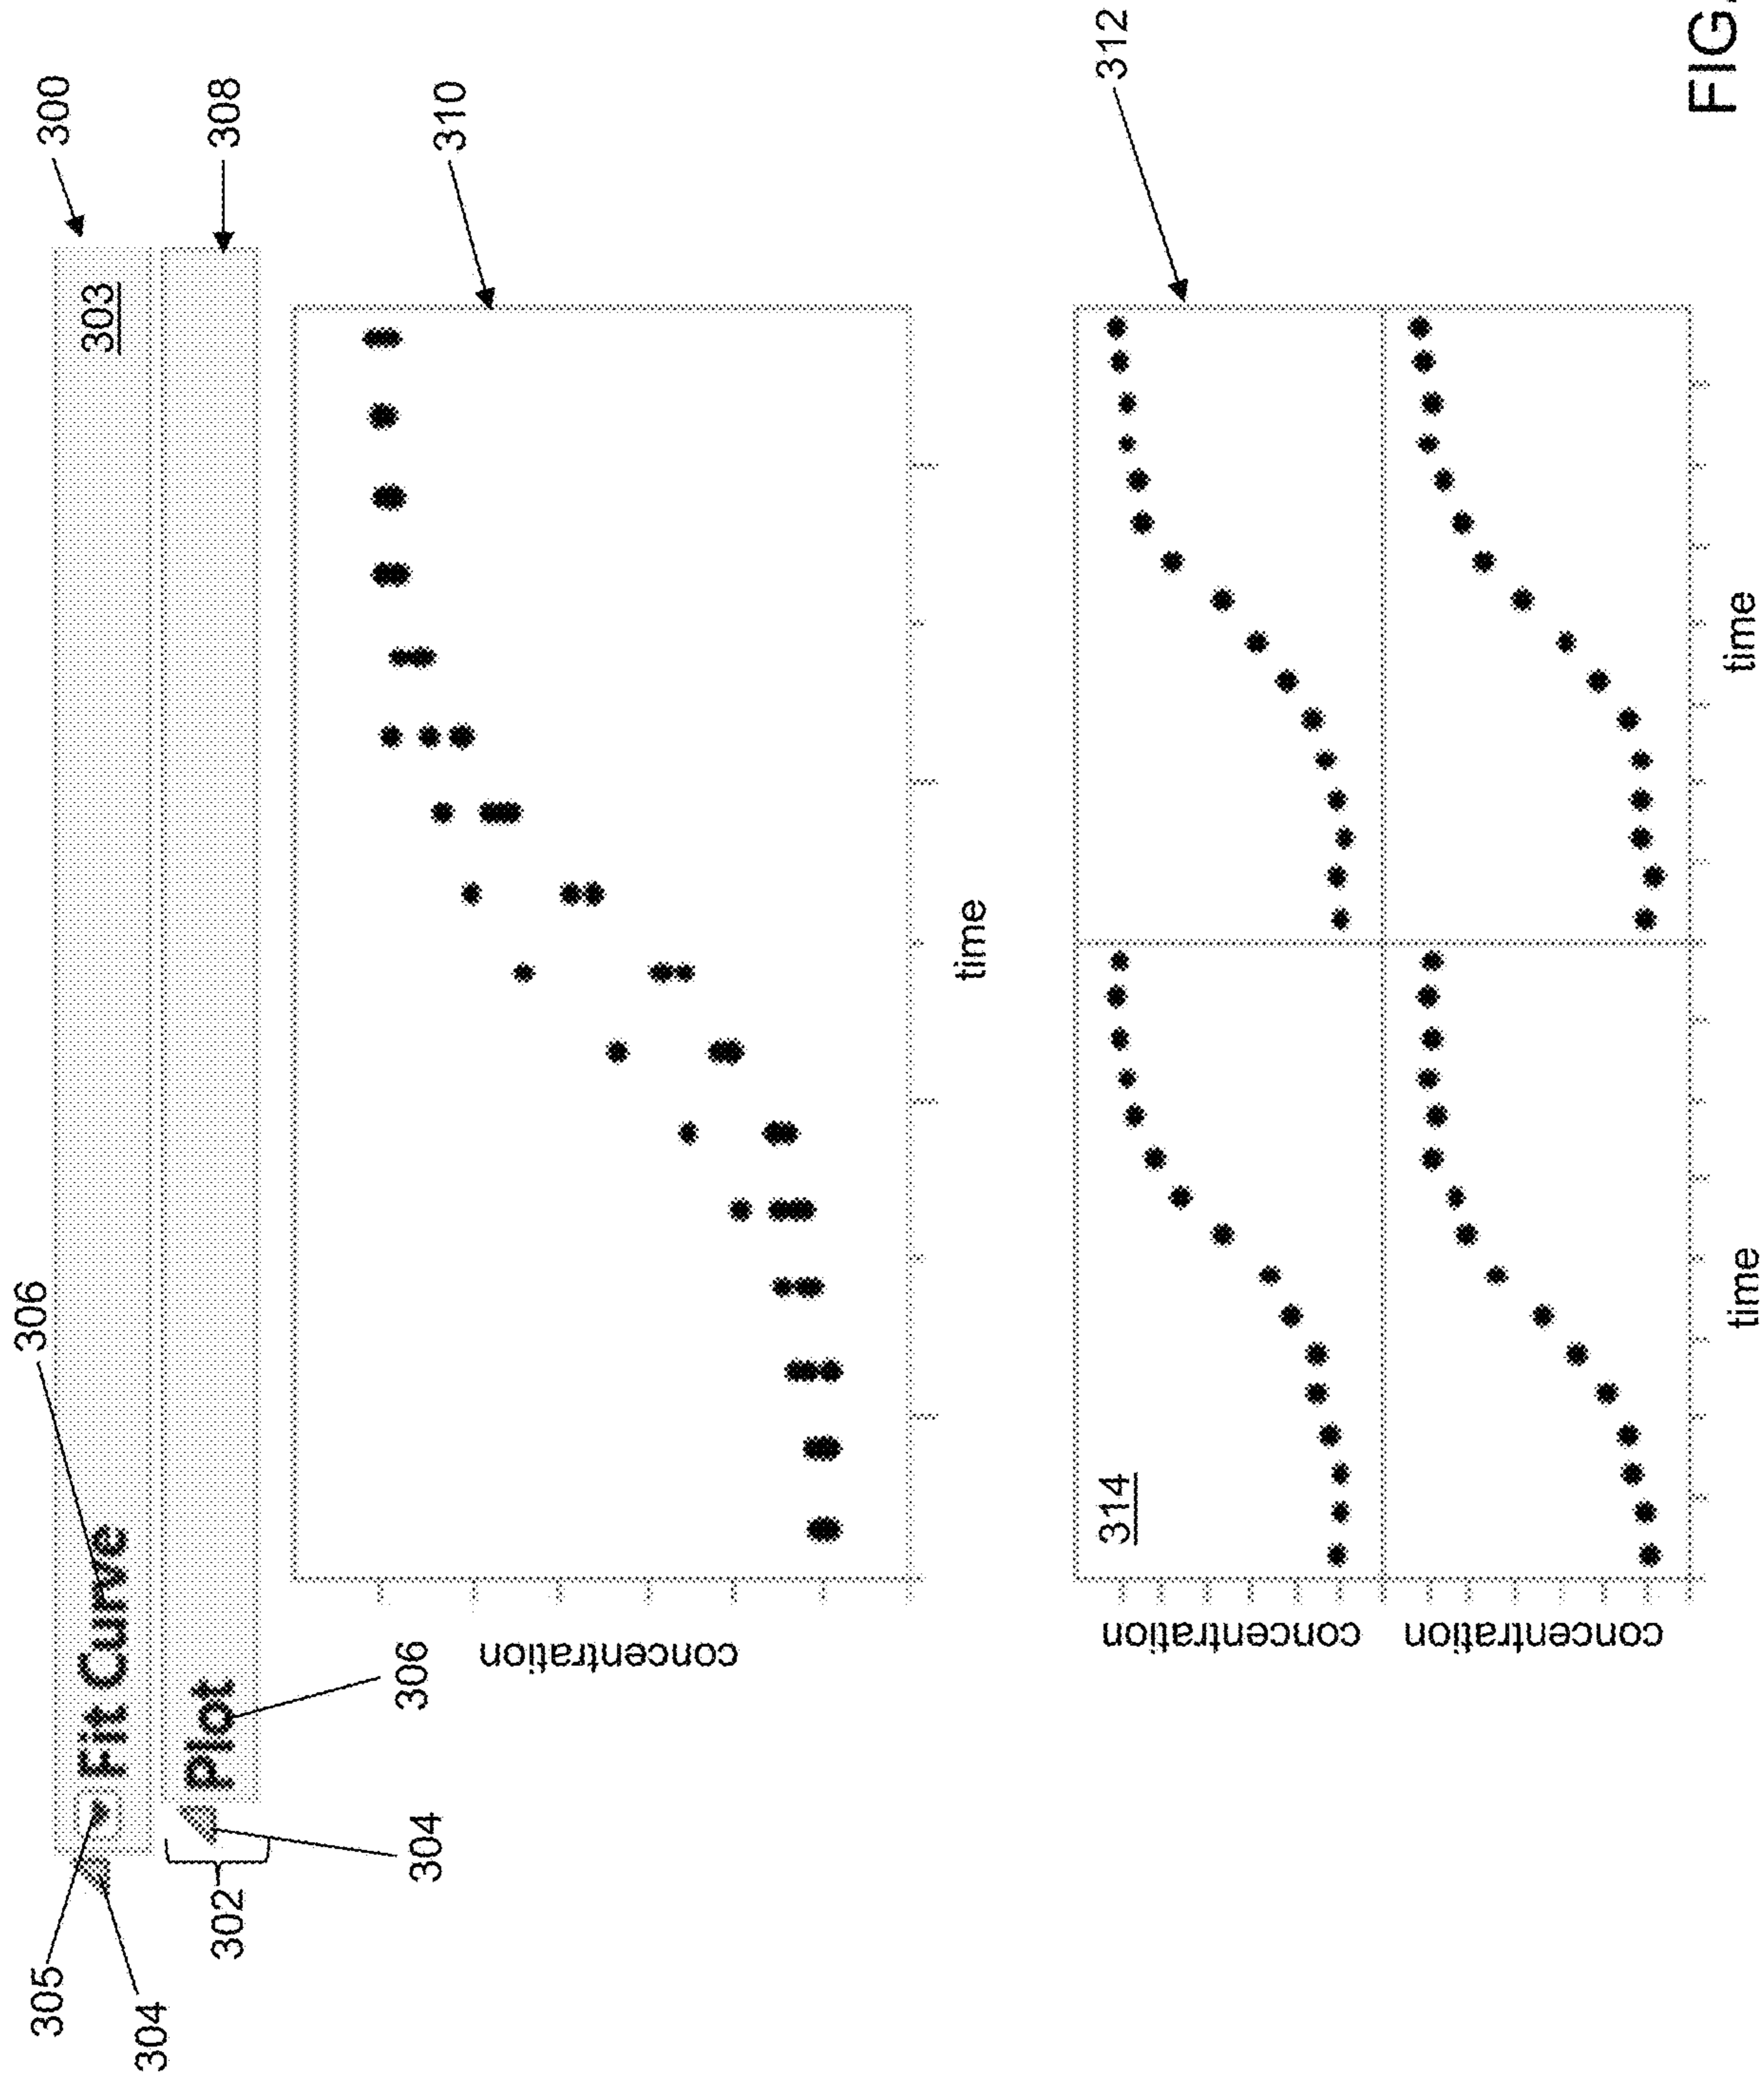 306
300
305
304
Fit Curve
303
308
302
Plot
304
306
310
concentration
time
312
314
concentration
concentration
time
time
FIG.